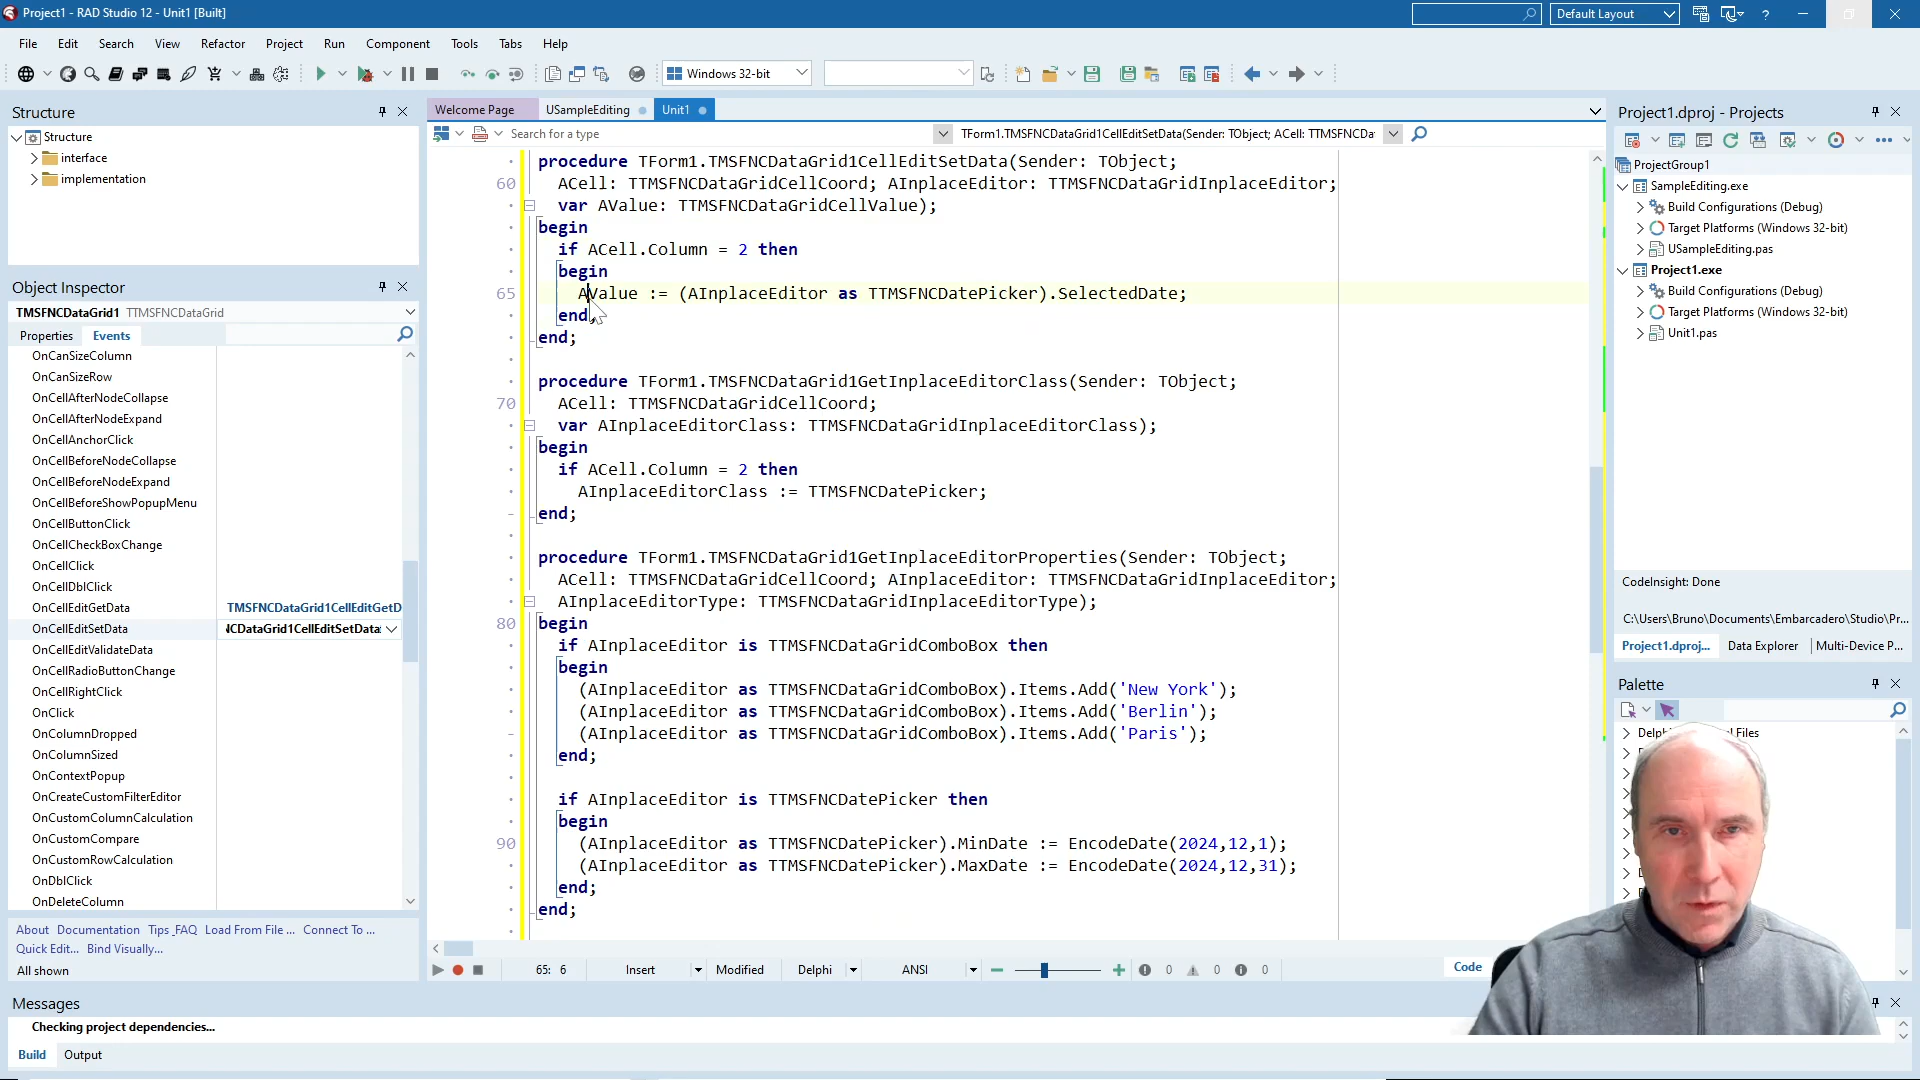 Project1 - RAD Studio 12 - Unit1 [Built]
Default Layout
?
File Edit Search View Refactor Project Run Component Tools Tabs Help
Windows 32-bit
Structure
Structure
interface
implementation
Object Inspector
TMSFNCDataGrid1 TTMSFNCDataGrid
Properties Events
OnCanSizeColumn
OnCanSizeRow
OnCellAfterNodeCollapse
OnCellAfterNodeExpand
OnCellAnchorClick
OnCellBeforeNodeCollapse
OnCellBeforeNodeExpand
OnCellBeforeShowPopupMenu
OnCellButtonClick
OnCellCheckBoxChange
OnCellClick
OnCellDblClick
OnCellEditGetData TMSFNCDataGrid1CellEditGetD
OnCellEditSetData CDataGrid1CellEditSetData
OnCellEditValidateData
OnCellRadioButtonChange
OnCellRightClick
OnClick
OnColumnDropped
OnColumnSized
OnContextPopup
OnCreateCustomFilterEditor
OnCustomColumnCalculation
OnCustomCompare
OnCustomRowCalculation
OnDblClick
OnDeleteColumn
About Documentation Tips_FAQ Load From File ... Connect To ...
Quick Edit... Bind Visually...
All shown
Welcome Page USampleEditing Unit1
Search for a type TForm1.TMSFNCDataGrid1CellEditSetData(Sender: TObject; ACell: TTMSFNCDa
procedure TForm1.TMSFNCDataGrid1CellEditSetData(Sender: TObject;
60 ACell: TTMSFNCDataGridCellCoord; AInplaceEditor: TTMSFNCDataGridInplaceEditor;
var AValue: TTMSFNCDataGridCellValue);
begin
if ACell.Column = 2 then
begin
65 AValue := (AInplaceEditor as TTMSFNCDatePicker).SelectedDate;
end;
end;
procedure TForm1.TMSFNCDataGrid1GetInplaceEditorClass(Sender: TObject;
70 ACell: TTMSFNCDataGridCellCoord;
var AInplaceEditorClass: TTMSFNCDataGridInplaceEditorClass);
begin
if ACell.Column = 2 then
AInplaceEditorClass := TTMSFNCDatePicker;
end;
procedure TForm1.TMSFNCDataGrid1GetInplaceEditorProperties(Sender: TObject;
ACell: TTMSFNCDataGridCellCoord; AInplaceEditor: TTMSFNCDataGridInplaceEditor;
AInplaceEditorType: TTMSFNCDataGridInplaceEditorType);
80 begin
if AInplaceEditor is TTMSFNCDataGridComboBox then
begin
(AInplaceEditor as TTMSFNCDataGridComboBox).Items.Add('New York');
(AInplaceEditor as TTMSFNCDataGridComboBox).Items.Add('Berlin');
(AInplaceEditor as TTMSFNCDataGridComboBox).Items.Add('Paris');
end;
if AInplaceEditor is TTMSFNCDatePicker then
begin
90 (AInplaceEditor as TTMSFNCDatePicker).MinDate := EncodeDate(2024,12,1);
(AInplaceEditor as TTMSFNCDatePicker).MaxDate := EncodeDate(2024,12,31);
end;
end;
65: 6 Insert Modified Delphi ANSI 0 0 0 Code
Project1.dproj - Projects
ProjectGroup1
SampleEditing.exe
Build Configurations (Debug)
Target Platforms (Windows 32-bit)
USampleEditing.pas
Project1.exe
Build Configurations (Debug)
Target Platforms (Windows 32-bit)
Unit1.pas
CodeInsight: Done
C:\Users\Bruno\Documents\Embarcadero\Studio\Pr...
Project1.dproj... Data Explorer Multi-Device P...
Palette
Files
Messages
Checking project dependencies...
Build Output